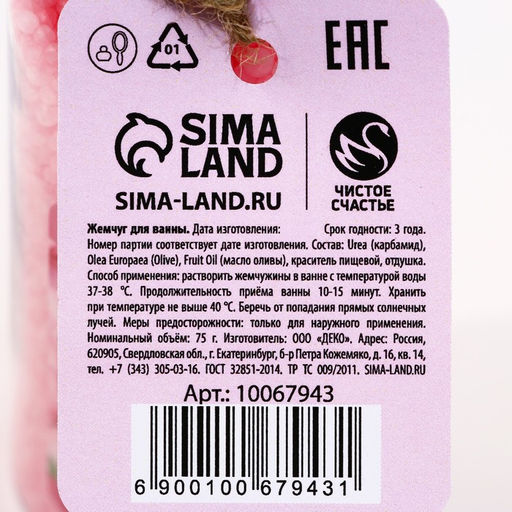 01
EAC
SIMA
LAND
SIMA-LAND.RU
ЧИСТОЕ
СЧАСТЬЕ
Жемчуг для ванны. Дата изготовления: Срок годности: 3 года.
Номер партии соответствует дате изготовления. Состав: Urea (карбамид),
Olea Europaea (Olive), Fruit Oil (масло оливы), краситель пищевой, отдушка.
Способ применения: растворить жемчужины в ванне с температурой воды
37-38 °C. Продолжительность приёма ванны 10-15 минут. Хранить
при температуре не выше 40 °C. Беречь от попадания прямых солнечных
лучей. Меры предосторожности: только для наружного применения.
Номинальный объём: 75 г. Изготовитель: ООО «ДЕКО». Адрес: Россия,
620905, Свердловская обл., г. Екатеринбург, б-р Петра Кожемяко, д. 16, кв. 14,
тел. +7 (343) 305-03-16. ГОСТ 32851-2014. ТР ТС 009/2011. SIMA-LAND.RU
Арт.: 10067943
6 900100 679431